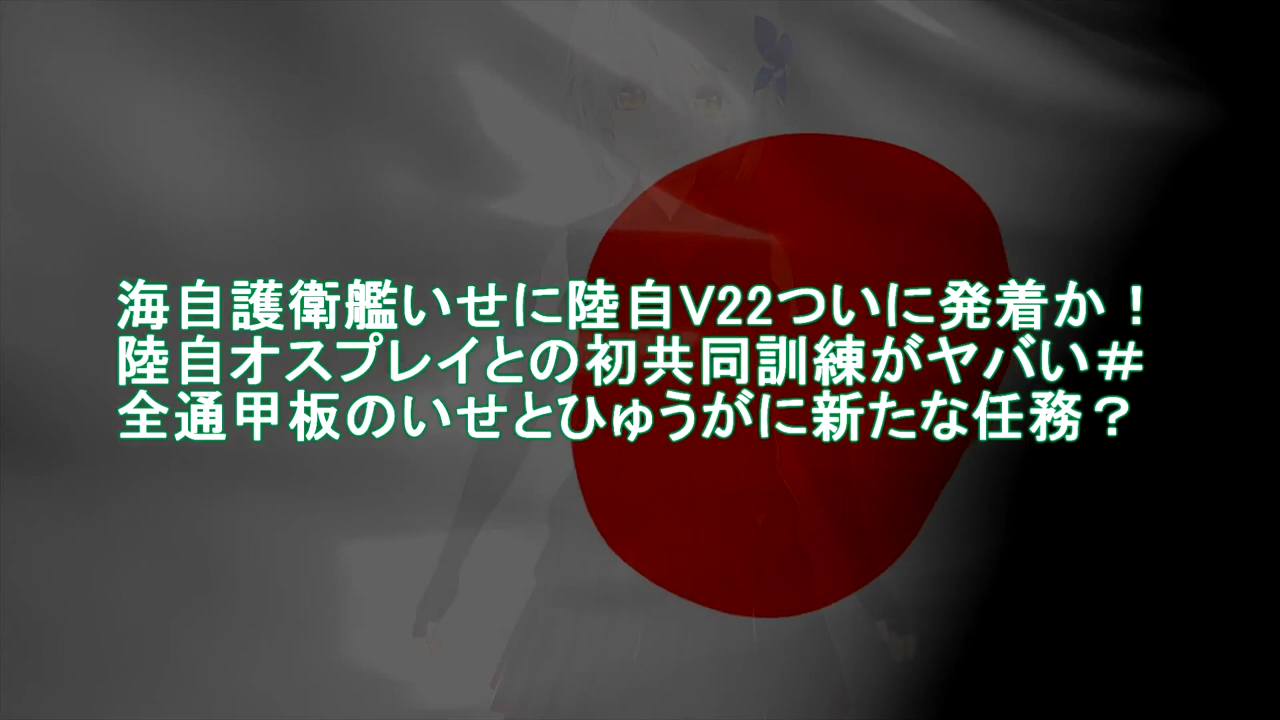 海自護衛艦いせに陸自V22ついに発着か！
陸自オスプレイとの初共同訓練がヤバい＃
全通甲板のいせとひゅうがに新たな任務？